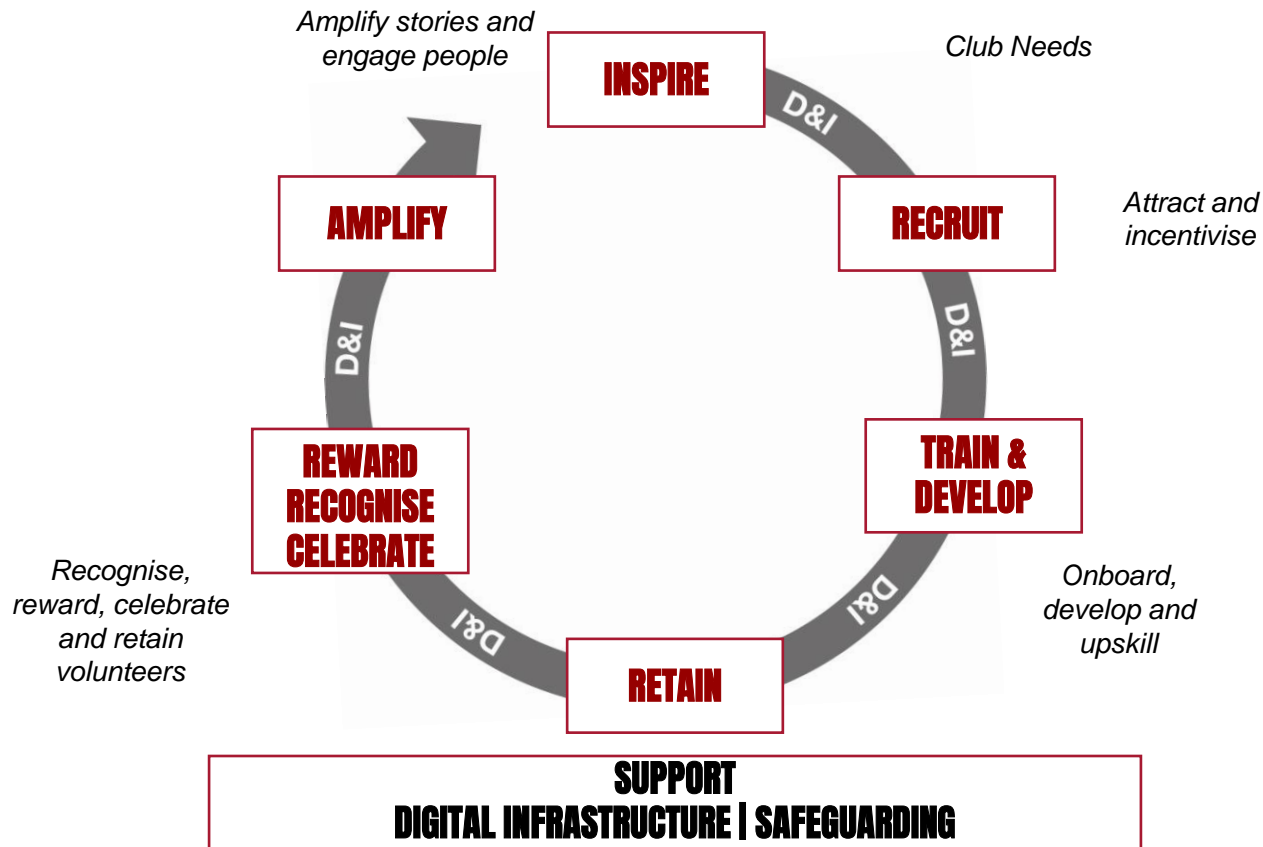 Amplify stories and
engage people
INSPIRE
Club Needs
D&I
AMPLIFY
RECRUIT
Attract and
incentivise
D&I
D&I
REWARD
RECOGNISE
CELEBRATE
TRAIN &
DEVELOP
Recognise,
reward, celebrate
and retain
volunteers
Onboard,
develop and
upskill
D&I
D&I
RETAIN
SUPPORT
DIGITAL INFRASTRUCTURE | SAFEGUARDING